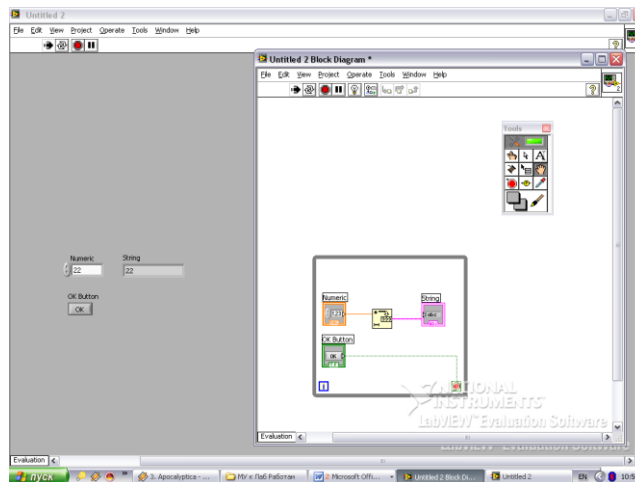 Untitled 2
File Edit View Project Operate Tools Window Help
Untitled 2 Block Diagram *
File Edit View Project Operate Tools Window Help
2
Tools
A
Numeric
22
String
22
OK Button
OK
Numeric
String
OK Button
OK
i
NATIONAL
INSTRUMENTS
LabVIEW Evaluation Software
Evaluation
Evaluation
пуск
3. Apocalyptica - ...
Microsoft Offi...
Untitled 2 Block Di...
Untitled 2
EN